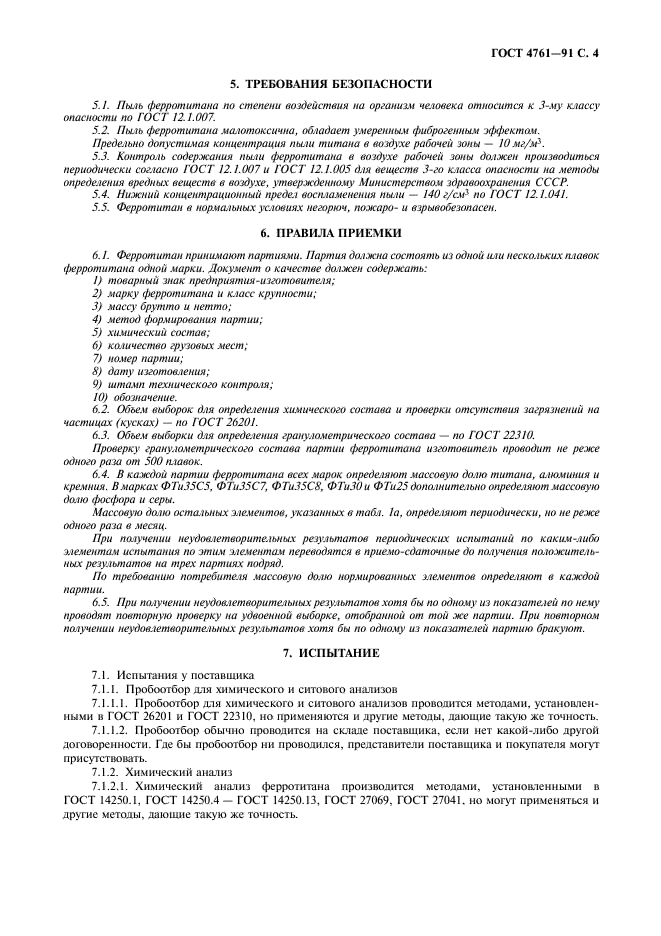 ГОСТ 4761—91 С. 4
5. ТРЕБОВАНИЯ БЕЗОПАСНОСТИ
5.1. Пыль ферротитана по степени воздействия на организм человека относится к 3-му классу
опасности по ГОСТ 12.1.007.
5.2. Пыль ферротитана малотоксична, обладает умеренным фиброгенным эффектом.
Предельно допустимая концентрация пыли титана в воздухе рабочей зоны — 10 мг/м³.
5.3. Контроль содержания пыли ферротитана в воздухе рабочей зоны должен производиться
периодически согласно ГОСТ 12.1.007 и ГОСТ 12.1.005 для веществ 3-го класса опасности на методы
определения вредных веществ в воздухе, утвержденному Министерством здравоохранения СССР.
5.4. Нижний концентрационный предел воспламенения пыли — 140 г/см³ по ГОСТ 12.1.041.
5.5. Ферротитан в нормальных условиях негорюч, пожаро- и взрывобезопасен.
6. ПРАВИЛА ПРИЕМКИ
6.1. Ферротитан принимают партиями. Партия должна состоять из одной или нескольких плавок
ферротитана одной марки. Документ о качестве должен содержать:
1) товарный знак предприятия-изготовителя;
2) марку ферротитана и класс крупности;
3) массу брутто и нетто;
4) метод формирования партии;
5) химический состав;
6) количество грузовых мест;
7) номер партии;
8) дату изготовления;
9) штамп технического контроля;
10) обозначение.
6.2. Объем выборок для определения химического состава и проверки отсутствия загрязнений на
частицах (кусках) — по ГОСТ 26201.
6.3. Объем выборки для определения гранулометрического состава — по ГОСТ 22310.
Проверку гранулометрического состава партии ферротитана изготовитель проводит не реже
одного раза от 500 плавок.
6.4. В каждой партии ферротитана всех марок определяют массовую долю титана, алюминия и
кремния. В марках ФТи35С5, ФТи35С7, ФТи35С8, ФТи30 и ФТи25 дополнительно определяют массовую
долю фосфора и серы.
Массовую долю остальных элементов, указанных в табл. 1а, определяют периодически, но не реже
одного раза в месяц.
При получении неудовлетворительных результатов периодических испытаний по каким-либо
элементам испытания по этим элементам переводятся в приемо-сдаточные до получения положитель-
ных результатов на трех партиях подряд.
По требованию потребителя массовую долю нормированных элементов определяют в каждой
партии.
6.5. При получении неудовлетворительных результатов хотя бы по одному из показателей по нему
проводят повторную проверку на удвоенной выборке, отобранной от той же партии. При повторном
получении неудовлетворительных результатов хотя бы по одному из показателей партию бракуют.
7. ИСПЫТАНИЕ
7.1. Испытания у поставщика
7.1.1. Пробоотбор для химического и ситового анализов
7.1.1.1. Пробоотбор для химического и ситового анализов проводится методами, установлен-
ными в ГОСТ 26201 и ГОСТ 22310, но применяются и другие методы, дающие такую же точность.
7.1.1.2. Пробоотбор обычно проводится на складе поставщика, если нет какой-либо другой
договоренности. Где бы пробоотбор ни проводился, представители поставщика и покупателя могут
присутствовать.
7.1.2. Химический анализ
7.1.2.1. Химический анализ ферротитана производится методами, установленными в
ГОСТ 14250.1, ГОСТ 14250.4 — ГОСТ 14250.13, ГОСТ 27069, ГОСТ 27041, но могут применяться и
другие методы, дающие такую же точность.